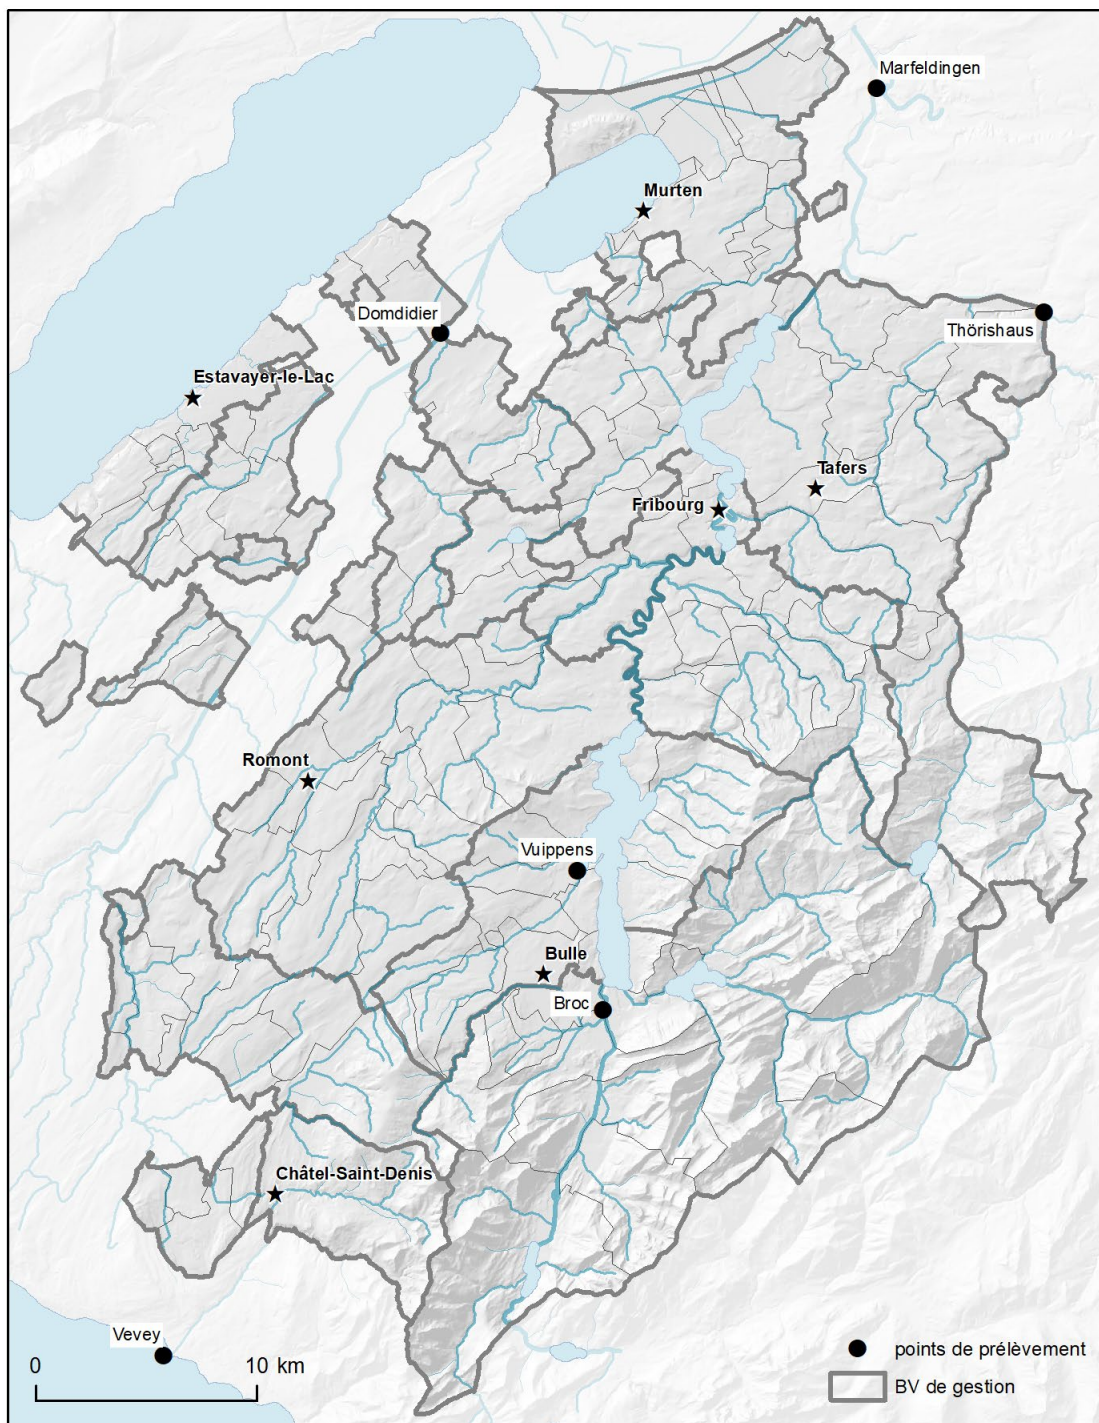 Marfeldingen
Murten
Domdidier
Thörishaus
Estavayer-le-Lac
Tafers
Fribourg
Romont
Vuippens
Bulle
Broc
Châtel-Saint-Denis
Vevey
0 10 km
points de prélèvement
BV de gestion